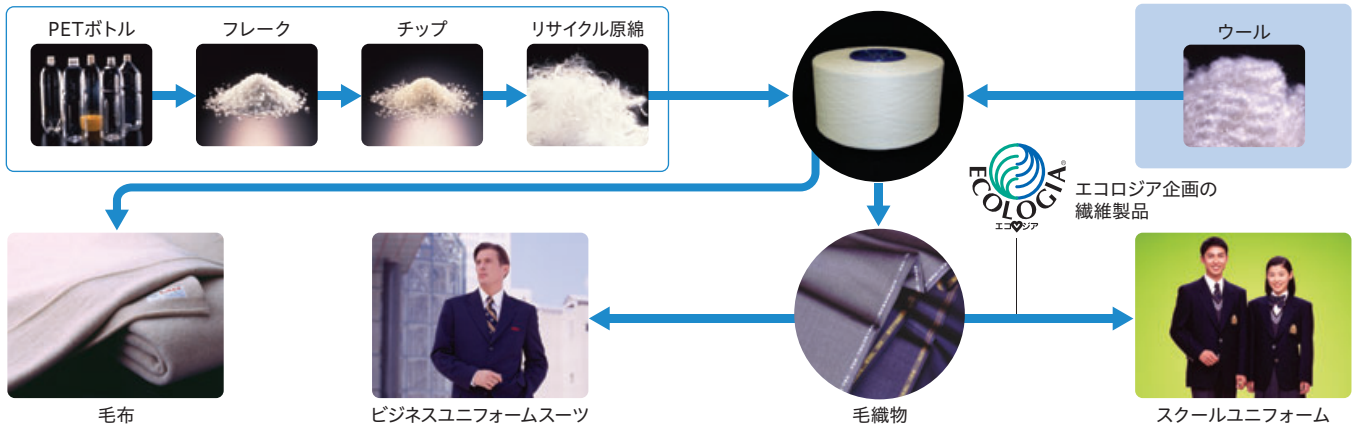 PETボトル
フレーク
チップ
リサイクル原綿
ウール
ECOLOGIA®
エコロジア
エコロジア企画の
繊維製品
毛布
ビジネスユニフォームスーツ
毛織物
スクールユニフォーム